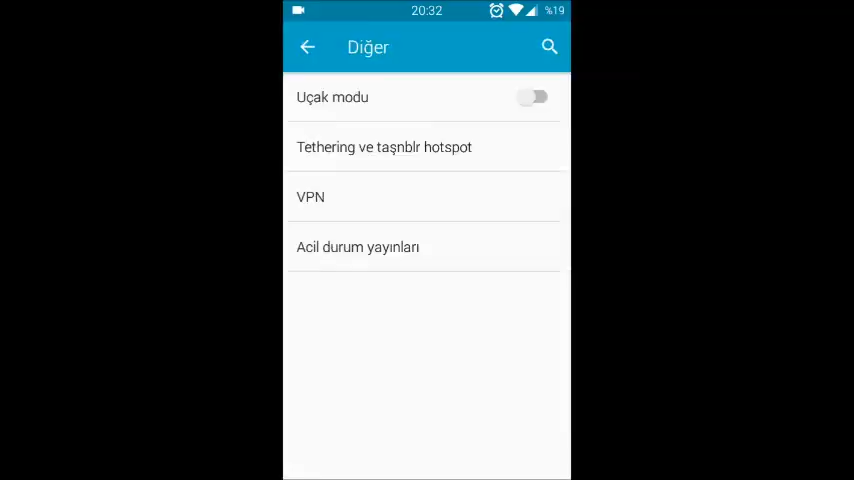 20:32 %19
Diğer
Uçak modu
Tethering ve taşnblr hotspot
VPN
Acil durum yayınları